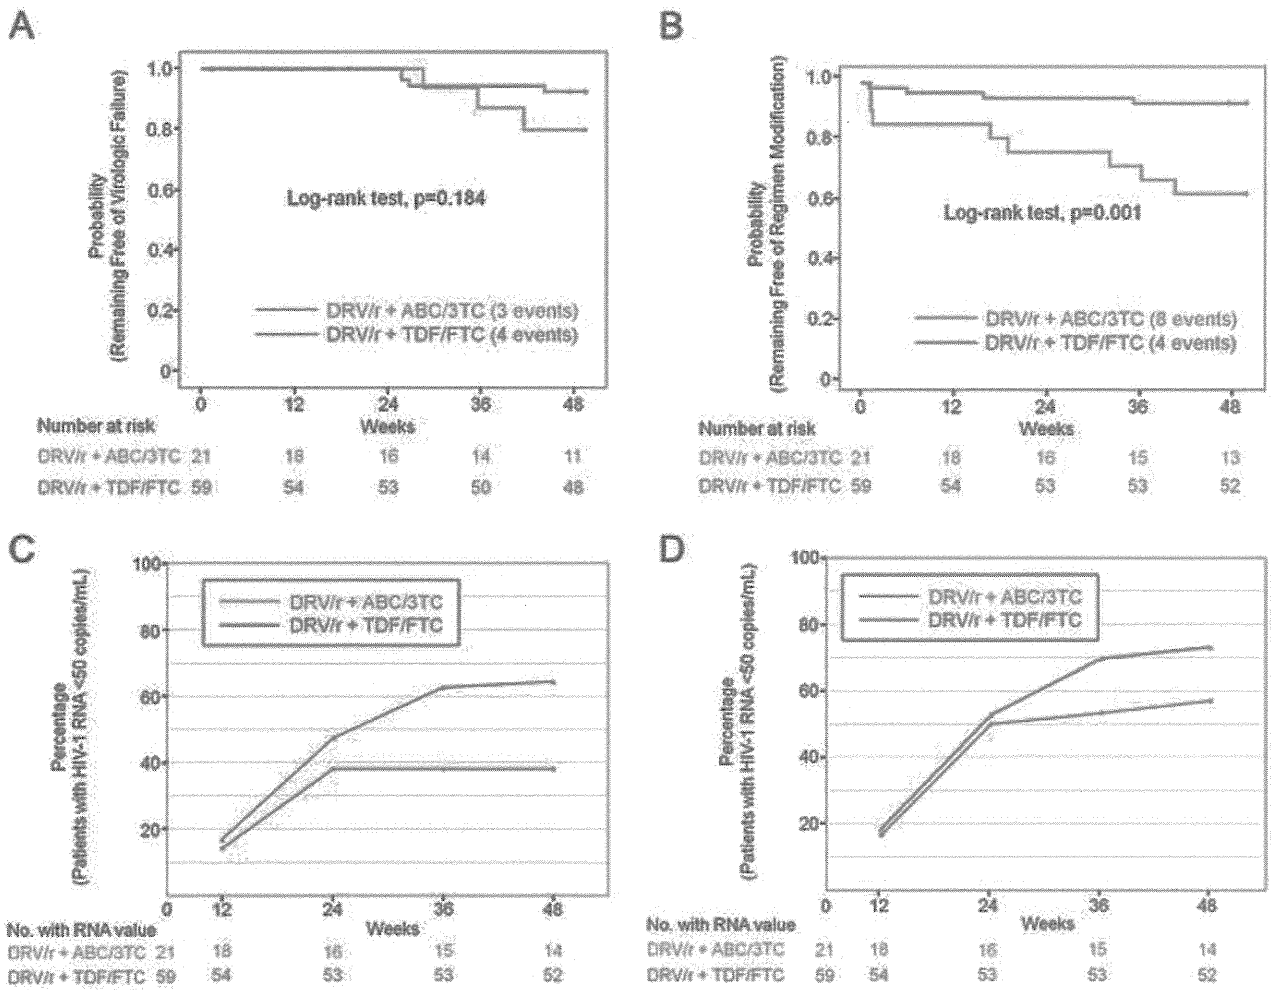 A
Probability
(Remaining Free of Virologic Failure)
1.0
0.8
0.6
0.4
0.2
0
Log-rank test, p=0.184
DRV/r + ABC/3TC (3 events)
DRV/r + TDF/FTC (4 events)
0 12 24 36 48
Number at risk
Weeks
DRV/r + ABC/3TC 21 18 16 14 11
DRV/r + TDF/FTC 59 54 53 50 48
B
Probability
(Remaining Free of Regimen Modification)
1.0
0.8
0.6
0.4
0.2
0
Log-rank test, p=0.001
DRV/r + ABC/3TC (8 events)
DRV/r + TDF/FTC (4 events)
0 12 24 36 48
Number at risk
Weeks
DRV/r + ABC/3TC 21 18 16 15 13
DRV/r + TDF/FTC 59 54 53 53 52
C
Percentage
(Patients with HIV-1 RNA <50 copies/mL)
100
80
60
40
20
DRV/r + ABC/3TC
DRV/r + TDF/FTC
0 12 24 36 48
No. with RNA value
Weeks
DRV/r + ABC/3TC 21 18 16 15 14
DRV/r + TDF/FTC 59 54 53 53 52
D
Percentage
(Patients with HIV-1 RNA <50 copies/mL)
100
80
60
40
20
DRV/r + ABC/3TC
DRV/r + TDF/FTC
0 12 24 36 48
No. with RNA value
Weeks
DRV/r + ABC/3TC 21 18 16 15 14
DRV/r + TDF/FTC 59 54 53 53 52